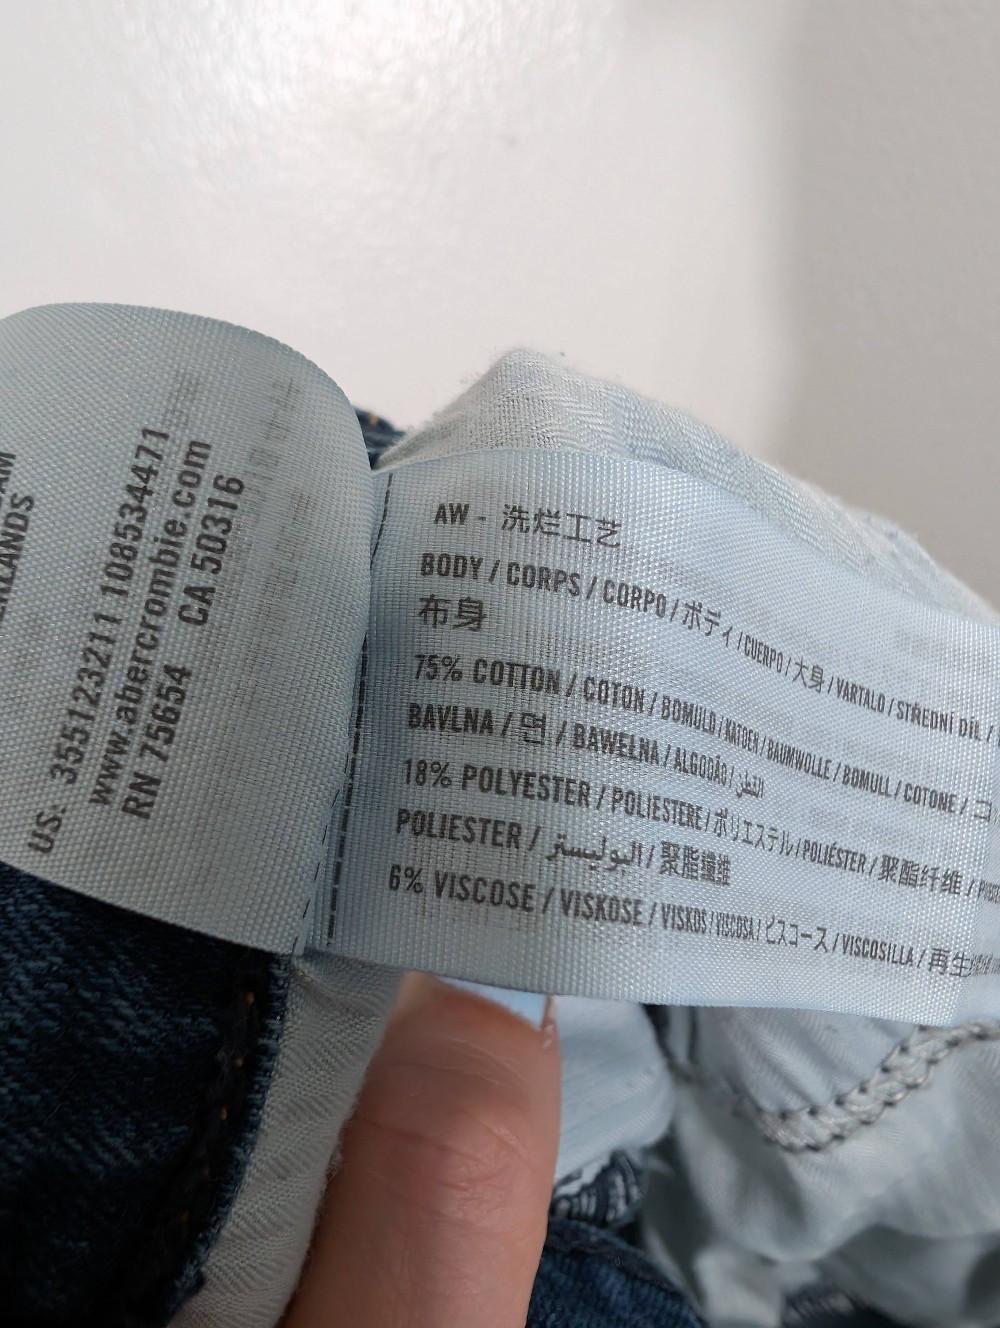 US: 355123211 108534471
www.abercrombie.com
RN 75654 CA 50316
AW - 洗烂工艺
BODY / CORPS / CORPO / ボディ / CUERPO / 大身 / VARTALO / STŘEDNÍ DÍL /
布身
75% COTTON / COTON / BOMULD / KATOEN / BAUMWOLLE / BOMULL / COTONE /
BAVLNA / 면 / BAWEŁNA / ALGODÃO / القطن
18% POLYESTER / POLIESTERE / ポリエステル / POLIÉSTER / 聚酯纤维 /
POLIESTER / البوليستر / 聚脂纖維
6% VISCOSE / VISKOSE / VISKOS / VISCOSA / ビスコース / VISCOSILLA / 再生